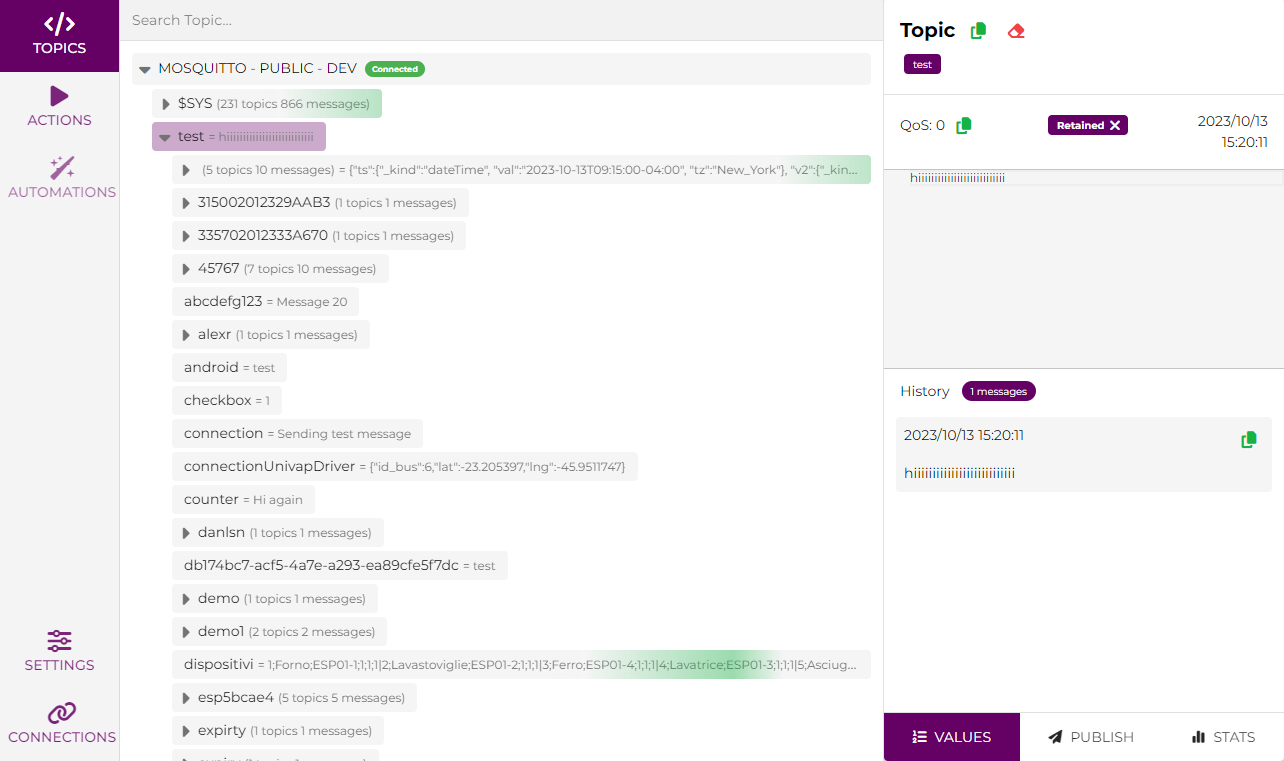 TOPICS
ACTIONS
AUTOMATIONS
SETTINGS
CONNECTIONS
Search Topic...
MOSQUITTO - PUBLIC - DEV Connected
$SYS (231 topics 866 messages)
test = hiiiiiiiiiiiiiiiiiiiiiiiiii
(5 topics 10 messages) = {"ts":{"_kind":"dateTime", "val":"2023-10-13T09:15:00-04:00", "tz":"New_York"}, "v2":{"_kin...
315002012329AAB3 (1 topics 1 messages)
335702012333A670 (1 topics 1 messages)
45767 (7 topics 10 messages)
abcdefg123 = Message 20
alexr (1 topics 1 messages)
android = test
checkbox = 1
connection = Sending test message
connectionUnivapDriver = {"id_bus":6,"lat":-23.205397,"lng":-45.9511747}
counter = Hi again
danlsn (1 topics 1 messages)
db174bc7-acf5-4a7e-a293-ea89cfe5f7dc = test
demo (1 topics 1 messages)
demo1 (2 topics 2 messages)
dispositivi = 1;Forno;ESP01-1;1;1;1|2;Lavastoviglie;ESP01-2;1;1;1|3;Ferro;ESP01-4;1;1;1|4;Lavatrice;ESP01-3;1;1;1|5;Asciug...
esp5bcae4 (5 topics 5 messages)
expirty (1 topics 1 messages)
Topic
test
QoS: 0
Retained
2023/10/13
15:20:11
hiiiiiiiiiiiiiiiiiiiiiiiiii
History 1 messages
2023/10/13 15:20:11
hiiiiiiiiiiiiiiiiiiiiiiiiii
VALUES
PUBLISH
STATS